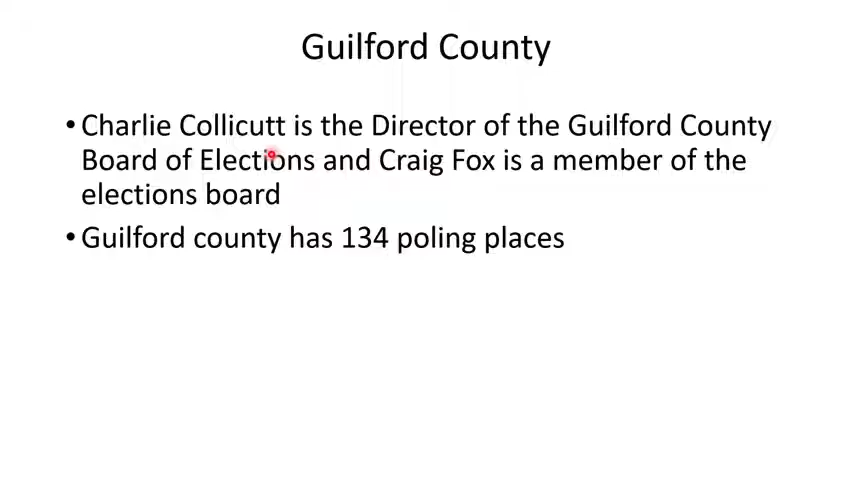 Guilford County
• Charlie Collicutt is the Director of the Guilford County
Board of Elections and Craig Fox is a member of the
elections board
• Guilford county has 134 poling places